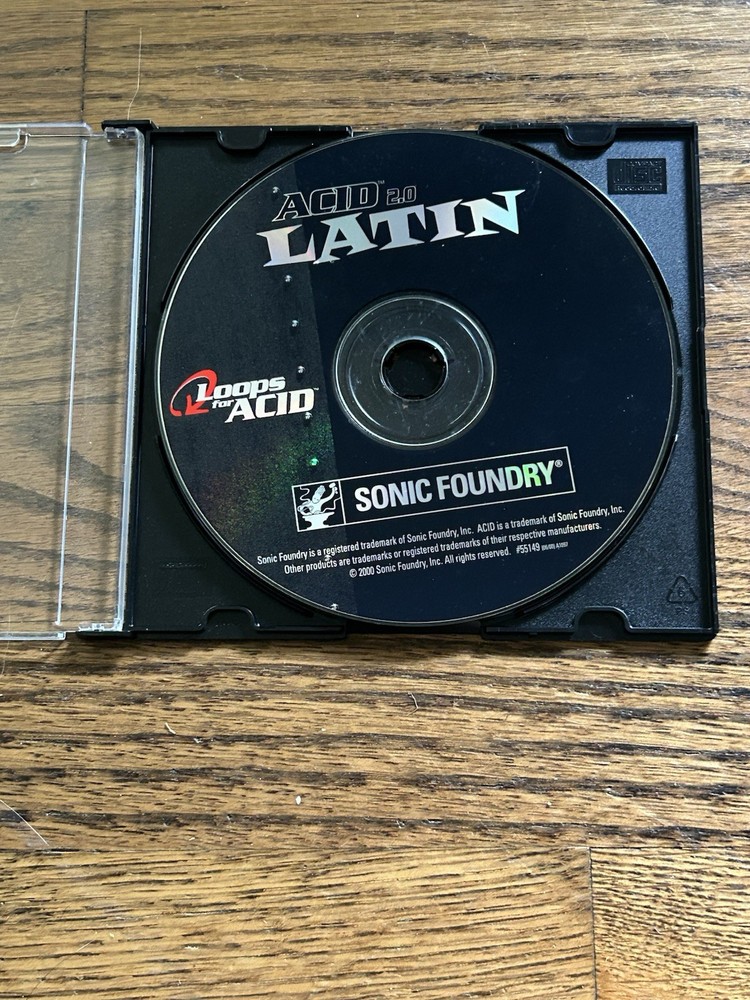 ACID™ 2.0
LATIN
Loops
for ACID™
SONIC FOUNDRY®
Sonic Foundry is a registered trademark of Sonic Foundry, Inc. ACID is a trademark of Sonic Foundry, Inc.
Other products are trademarks or registered trademarks of their respective manufacturers.
© 2000 Sonic Foundry, Inc. All rights reserved. #55149
COMPACT
disc